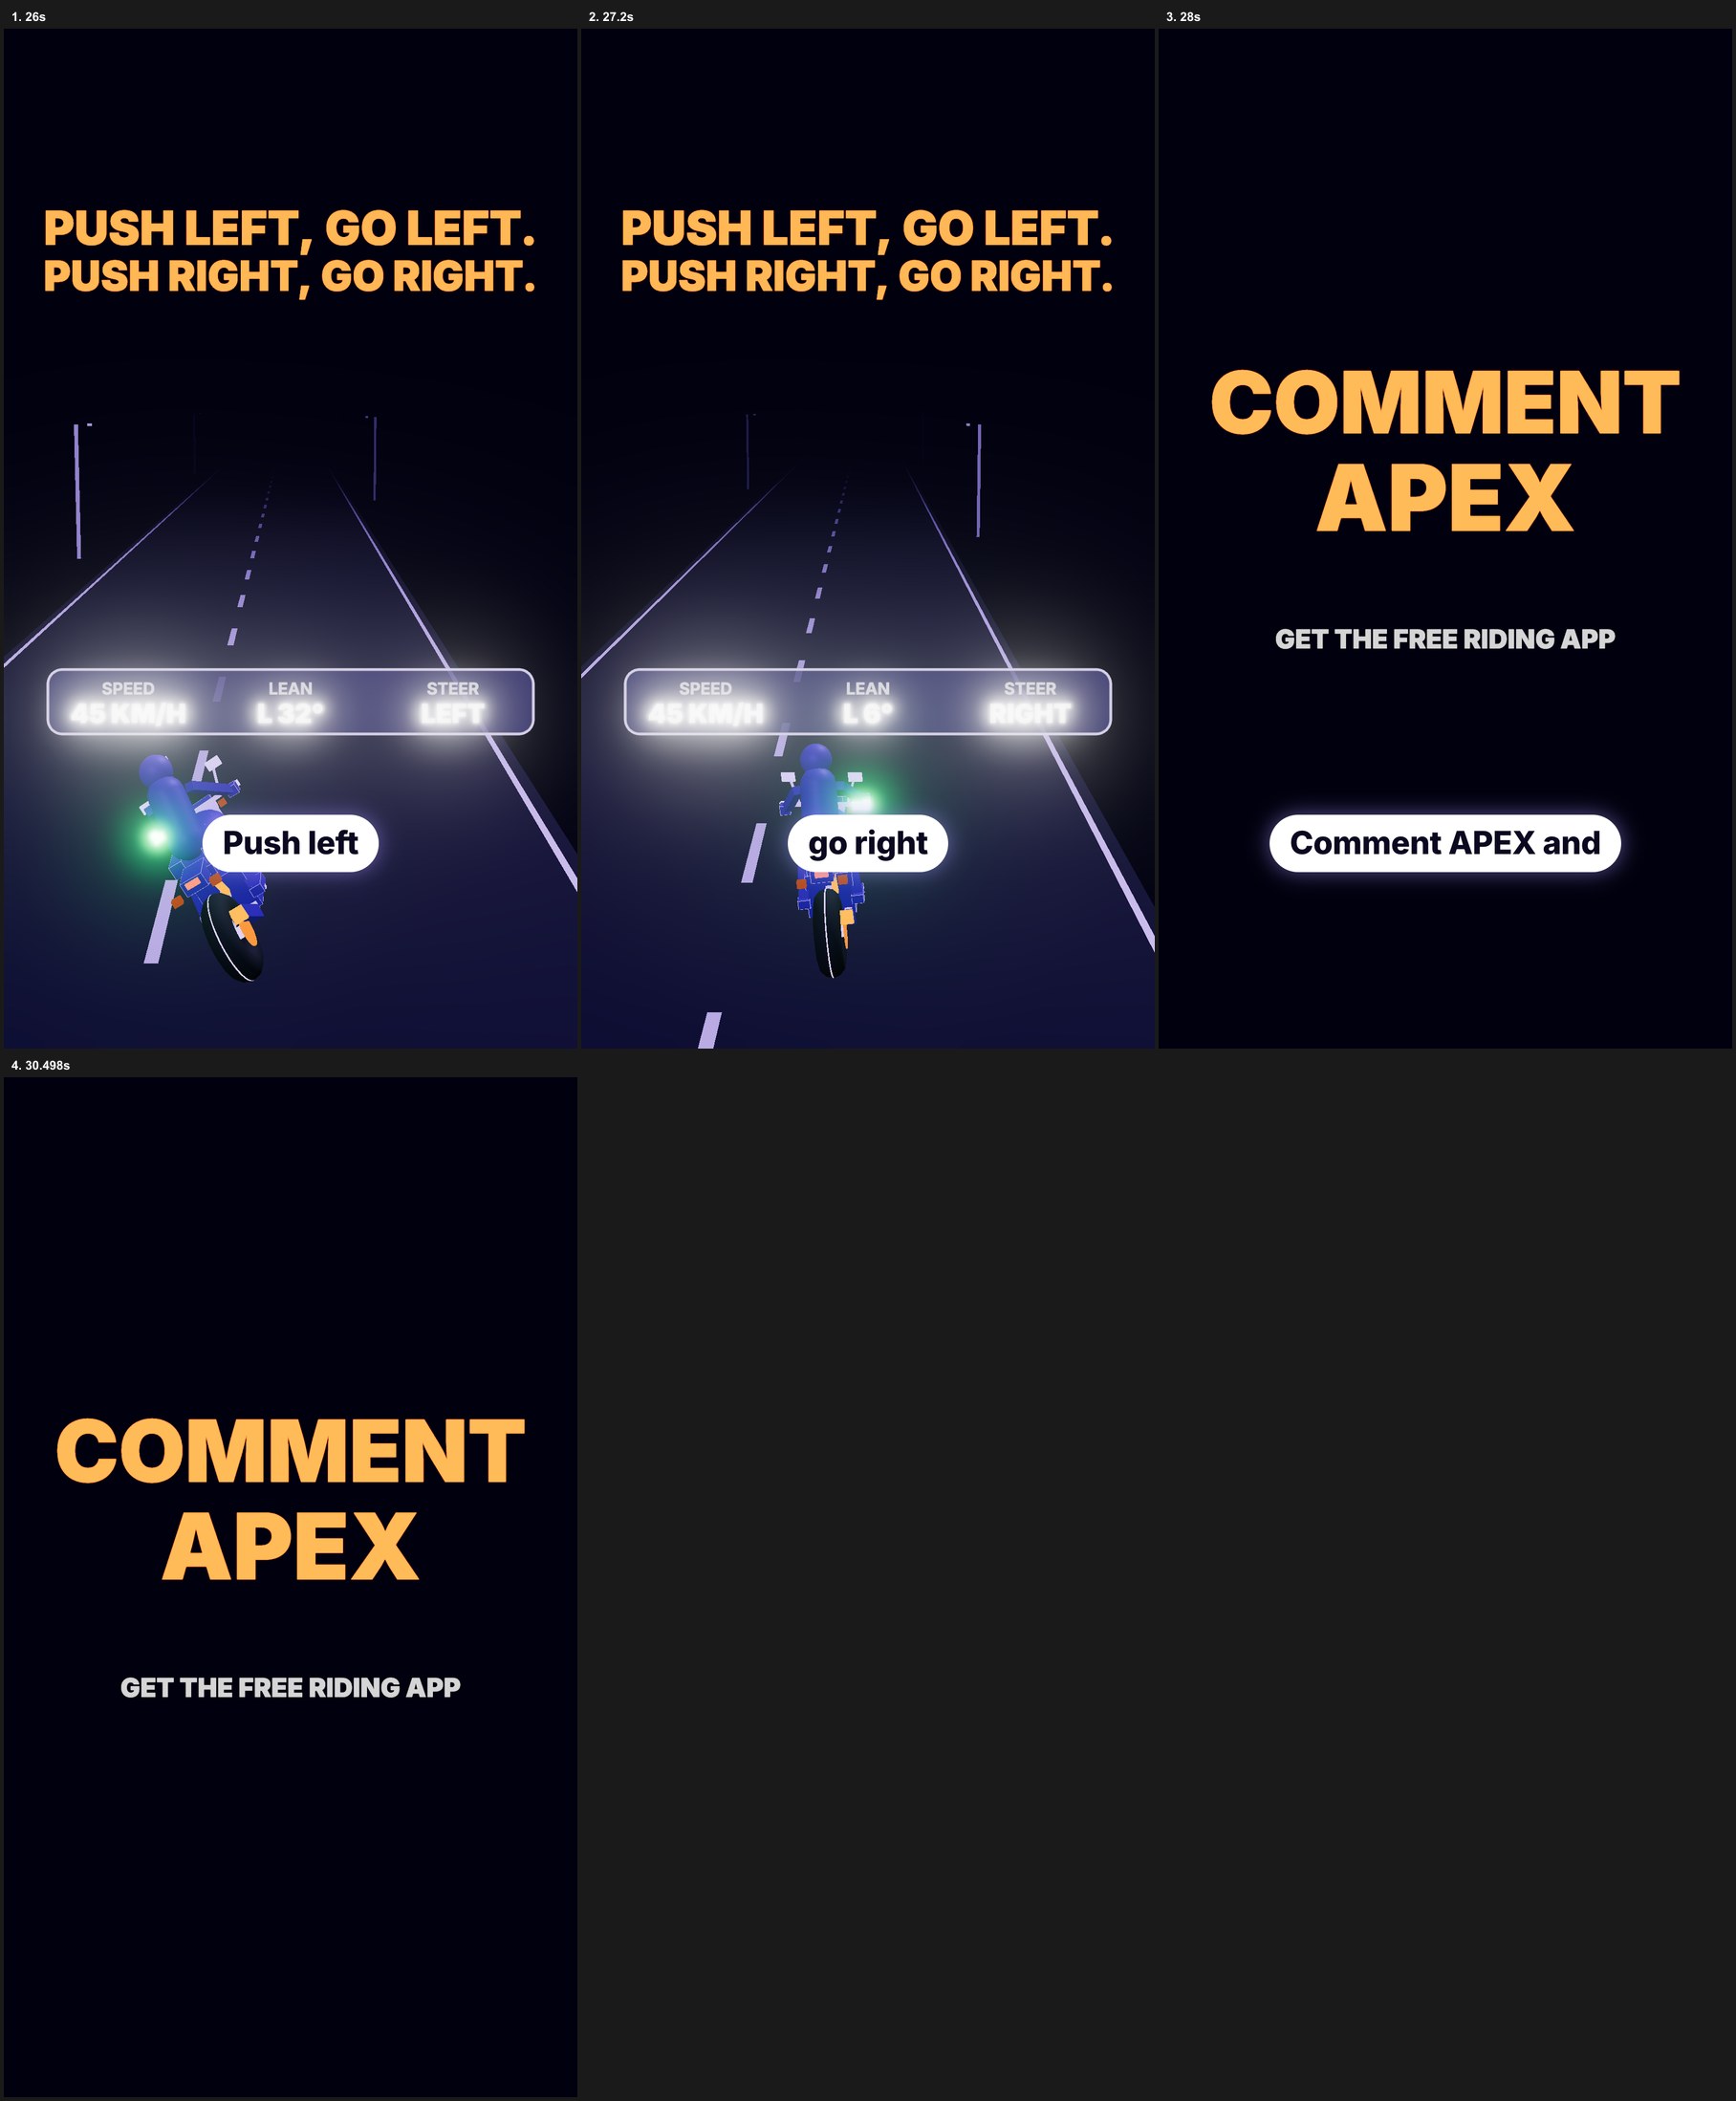 1. 26s
PUSH LEFT, GO LEFT.
PUSH RIGHT, GO RIGHT.
SPEED LEAN STEER
45 KM/H L 32° LEFT
Push left
2. 27.2s
PUSH LEFT, GO LEFT.
PUSH RIGHT, GO RIGHT.
SPEED LEAN STEER
45 KM/H L 6° RIGHT
go right
3. 28s
COMMENT
APEX
GET THE FREE RIDING APP
Comment APEX and
4. 30.498s
COMMENT
APEX
GET THE FREE RIDING APP